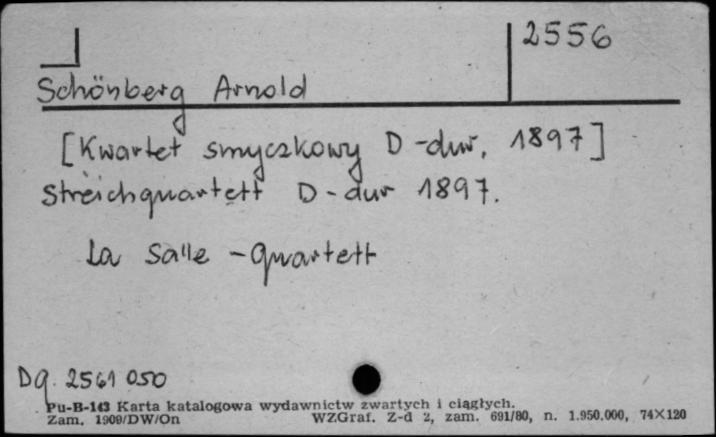 2556
Schönberg Arnold
[Kwartet smyczkowy D-dur, 1897]
Streichquartett D-dur 1897.
La Salle - Quartett
Dg. 2561 050
Pu-B-143 Karta katalogowa wydawnictw zwartych i ciągłych.
Zam. 1909/DW/On WZGraf. Z-d 2, zam. 691/80, n. 1.950.000, 74×120